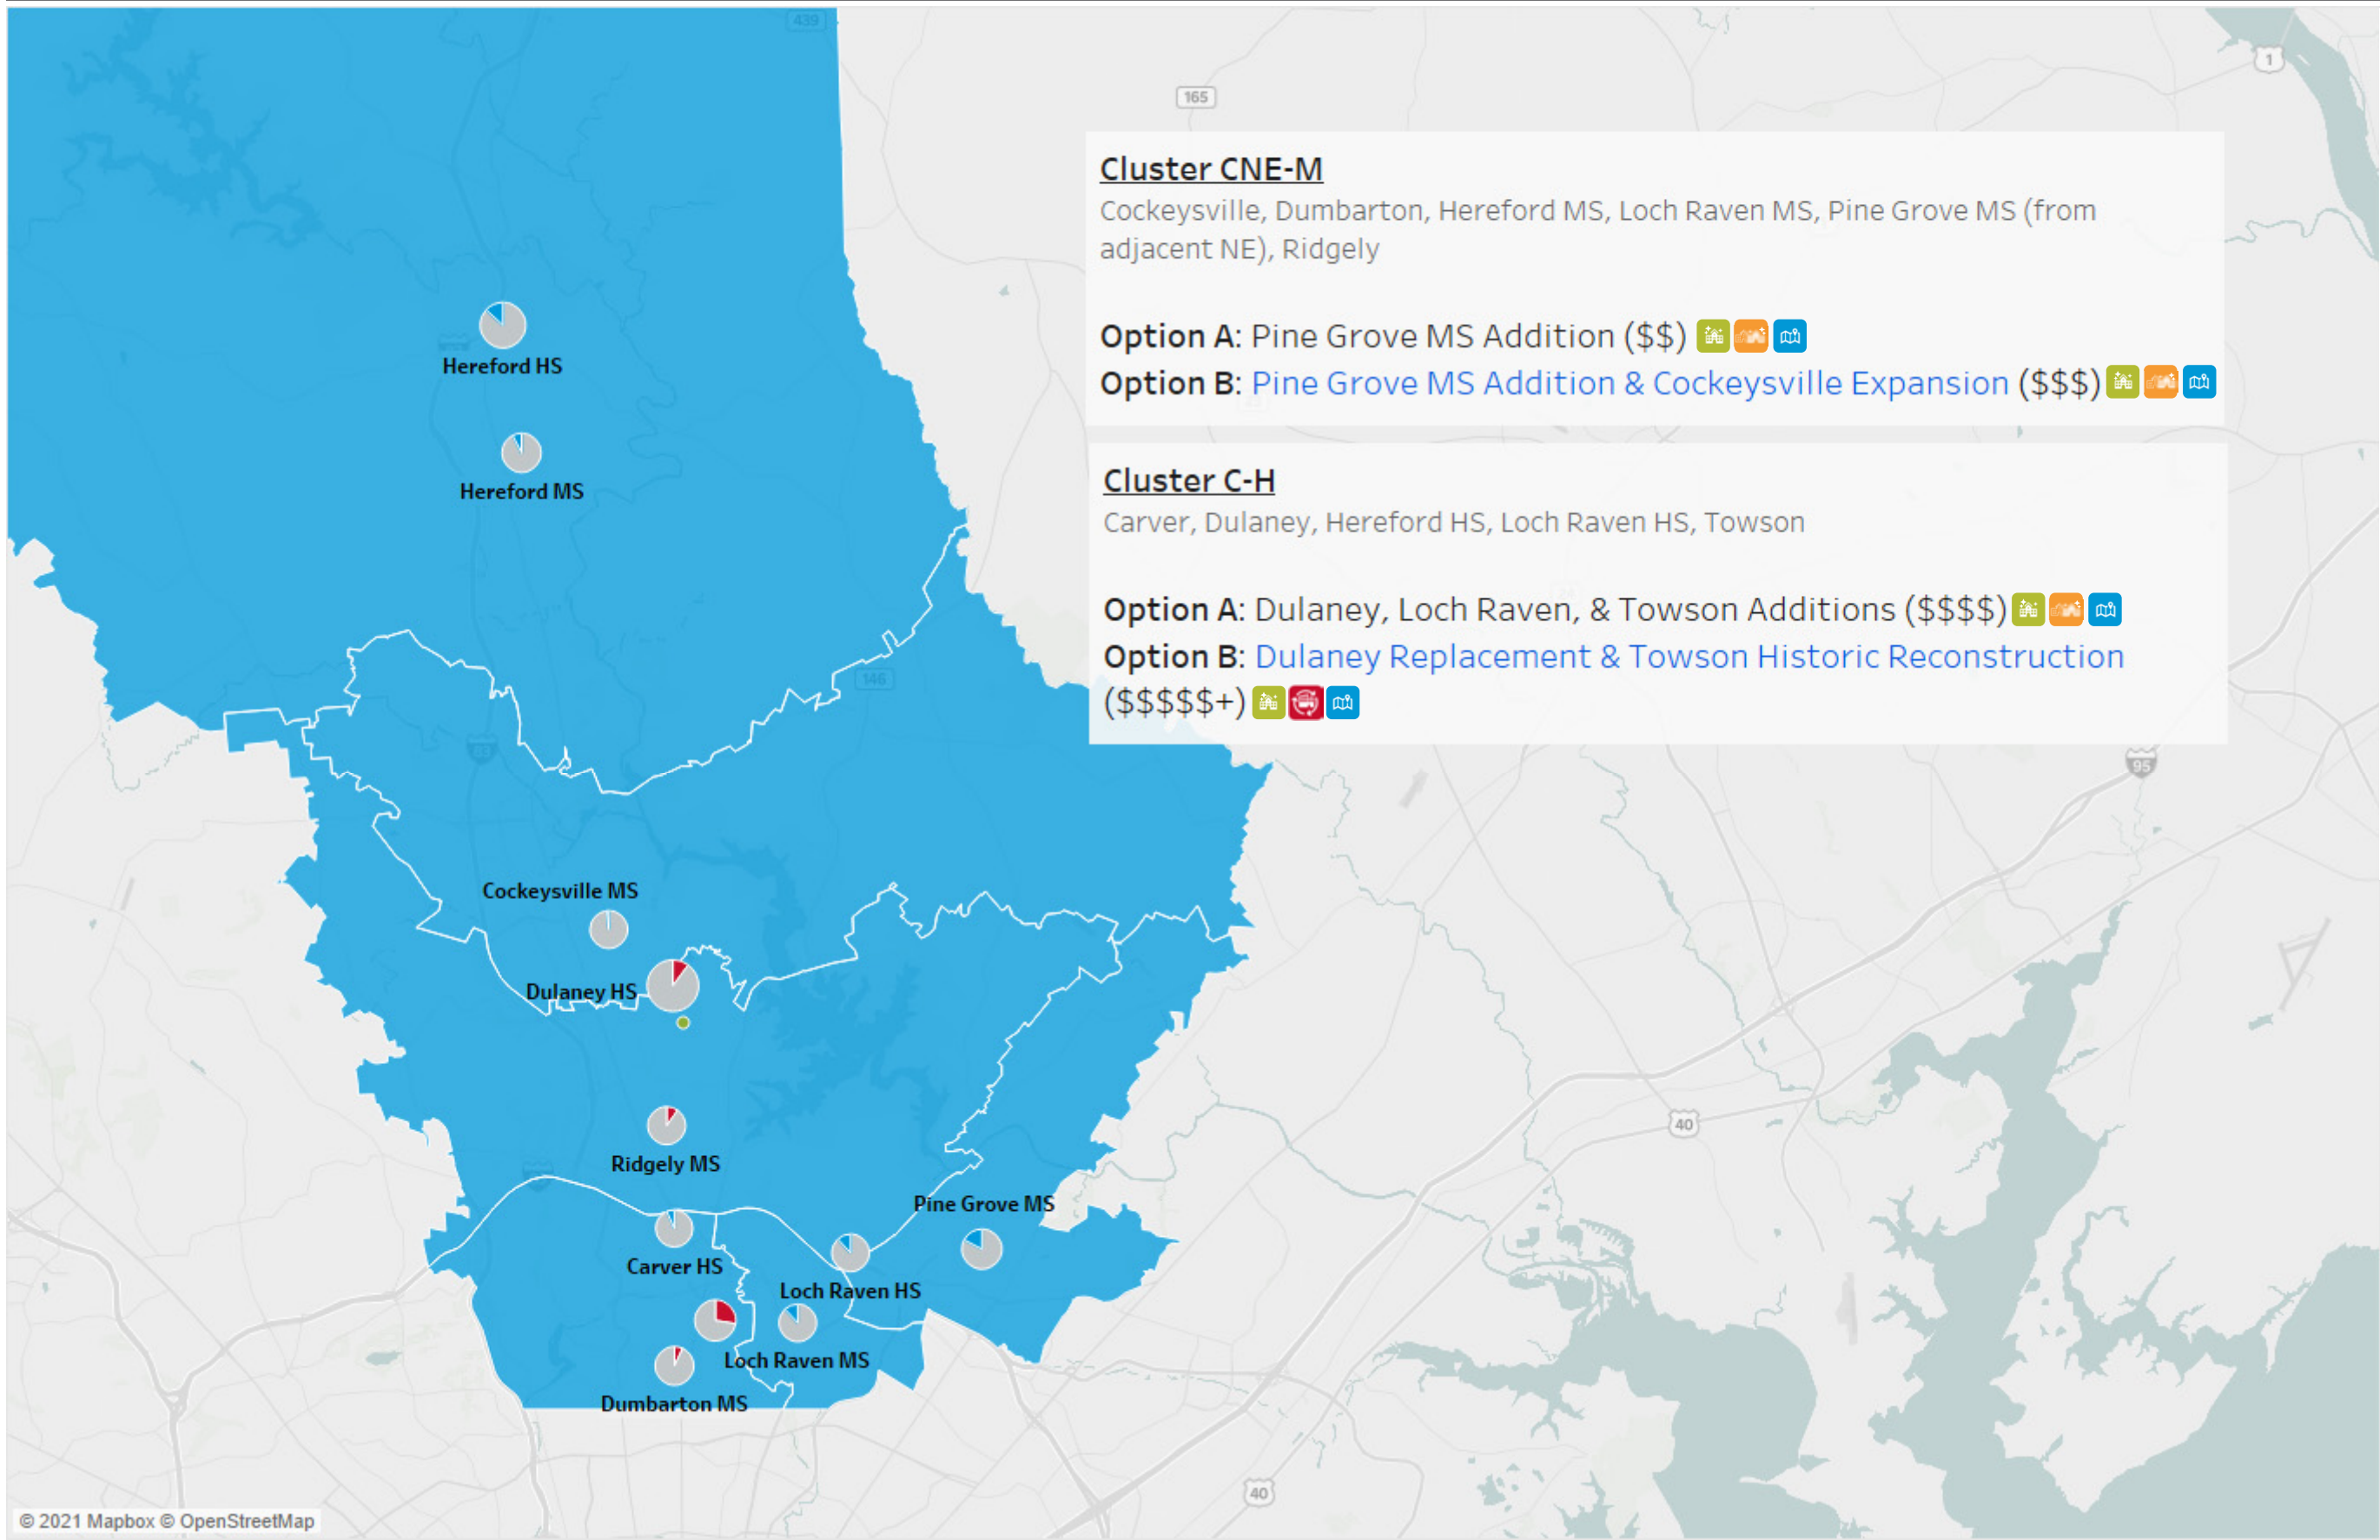 439
1
165
Cluster CNE-M
Cockeysville, Dumbarton, Hereford MS, Loch Raven MS, Pine Grove MS (from
adjacent NE), Ridgely
Option A: Pine Grove MS Addition ($$)
Option B: Pine Grove MS Addition & Cockeysville Expansion ($$$)
Cluster C-H
Carver, Dulaney, Hereford HS, Loch Raven HS, Towson
Option A: Dulaney, Loch Raven, & Towson Additions ($$$$)
Option B: Dulaney Replacement & Towson Historic Reconstruction
($$$$$+)
Hereford HS
Hereford MS
146
83
95
Cockeysville MS
Dulaney HS
40
Ridgely MS
Pine Grove MS
Carver HS
Loch Raven HS
Loch Raven MS
Dumbarton MS
40
© 2021 Mapbox © OpenStreetMap